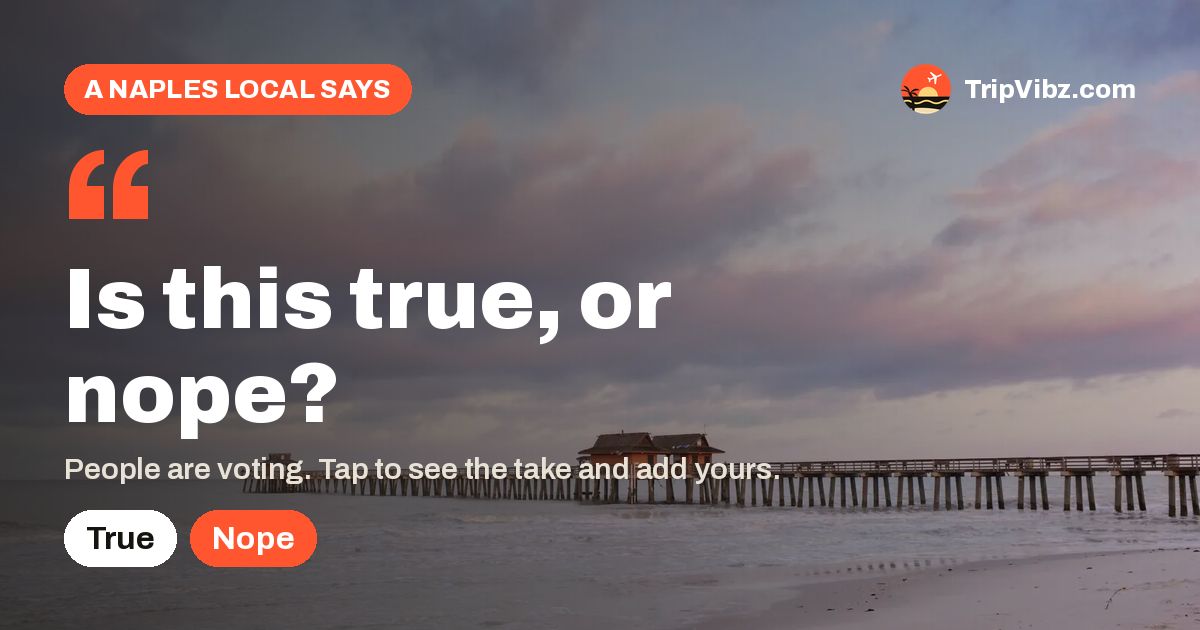 A NAPLES LOCAL SAYS
TripVibz.com
“
Is this true, or
nope?
People are voting. Tap to see the take and add yours.
True
Nope